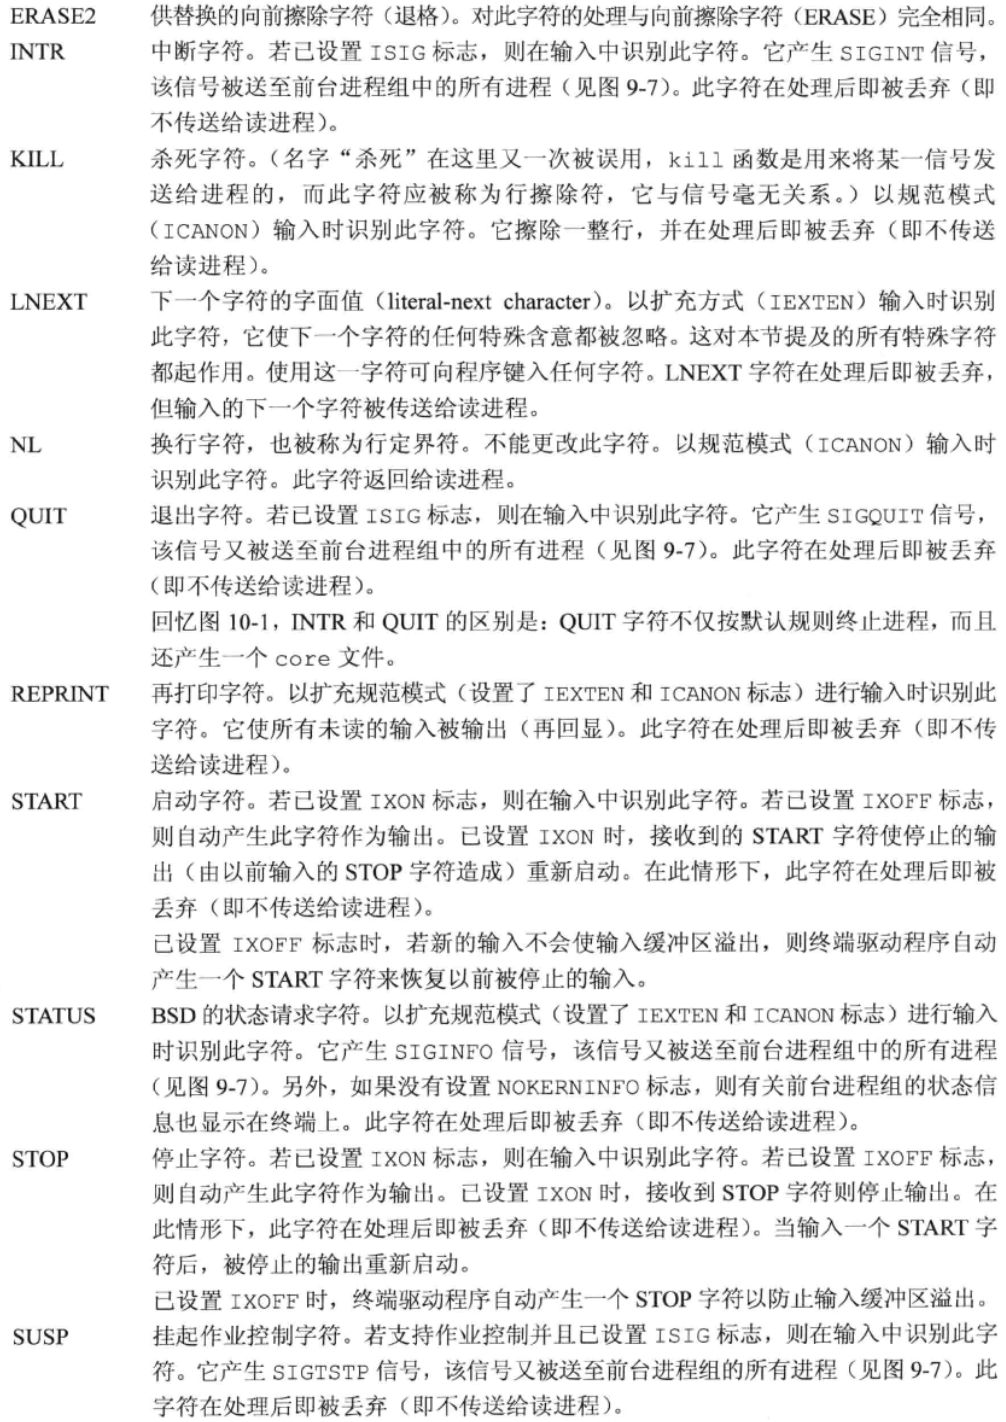 ERASE2 供替换的向前擦除字符（退格）。对此字符的处理与向前擦除字符（ERASE）完全相同。
INTR 中断字符。若已设置 ISIG 标志，则在输入中识别此字符。它产生 SIGINT 信号，
该信号被送至前台进程组中的所有进程（见图 9-7）。此字符在处理后即被丢弃（即
不传送给读进程）。
KILL 杀死字符。（名字“杀死”在这里又一次被误用，kill 函数是用来将某一信号发
送给进程的，而此字符应被称为行擦除符，它与信号毫无关系。）以规范模式
（ICANON）输入时识别此字符。它擦除一整行，并在处理后即被丢弃（即不传送
给读进程）。
LNEXT 下一个字符的字面值（literal-next character）。以扩充方式（IEXTEN）输入时识别
此字符，它使下一个字符的任何特殊含意都被忽略。这对本节提及的所有特殊字符
都起作用。使用这一字符可向程序键入任何字符。LNEXT 字符在处理后即被丢弃，
但输入的下一个字符被传送给读进程。
NL 换行字符，也被称为行定界符。不能更改此字符。以规范模式（ICANON）输入时
识别此字符。此字符返回给读进程。
QUIT 退出字符。若已设置 ISIG 标志，则在输入中识别此字符。它产生 SIGQUIT 信号，
该信号又被送至前台进程组中的所有进程（见图 9-7）。此字符在处理后即被丢弃
（即不传送给读进程）。
回忆图 10-1，INTR 和 QUIT 的区别是：QUIT 字符不仅按默认规则终止进程，而且
还产生一个 core 文件。
REPRINT 再打印字符。以扩充规范模式（设置了 IEXTEN 和 ICANON 标志）进行输入时识别此
字符。它使所有未读的输入被输出（再回显）。此字符在处理后即被丢弃（即不传
送给读进程）。
START 启动字符。若已设置 IXON 标志，则在输入中识别此字符。若已设置 IXOFF 标志，
则自动产生此字符作为输出。已设置 IXON 时，接收到的 START 字符使停止的输
出（由以前输入的 STOP 字符造成）重新启动。在此情形下，此字符在处理后即被
丢弃（即不传送给读进程）。
已设置 IXOFF 标志时，若新的输入不会使输入缓冲区溢出，则终端驱动程序自动
产生一个 START 字符来恢复以前被停止的输入。
STATUS BSD 的状态请求字符。以扩充规范模式（设置了 IEXTEN 和 ICANON 标志）进行输入
时识别此字符。它产生 SIGINFO 信号，该信号又被送至前台进程组中的所有进程
（见图 9-7）。另外，如果没有设置 NOKERNINFO 标志，则有关前台进程组的状态信
息也显示在终端上。此字符在处理后即被丢弃（即不传送给读进程）。
STOP 停止字符。若已设置 IXON 标志，则在输入中识别此字符。若已设置 IXOFF 标志，
则自动产生此字符作为输出。已设置 IXON 时，接收到 STOP 字符则停止输出。在
此情形下，此字符在处理后即被丢弃（即不传送给读进程）。当输入一个 START 字
符后，被停止的输出重新启动。
已设置 IXOFF 时，终端驱动程序自动产生一个 STOP 字符以防止输入缓冲区溢出。
SUSP 挂起作业控制字符。若支持作业控制并且已设置 ISIG 标志，则在输入中识别此字
符。它产生 SIGTSTP 信号，该信号又被送至前台进程组的所有进程（见图 9-7）。此
字符在处理后即被丢弃（即不传送给读进程）。